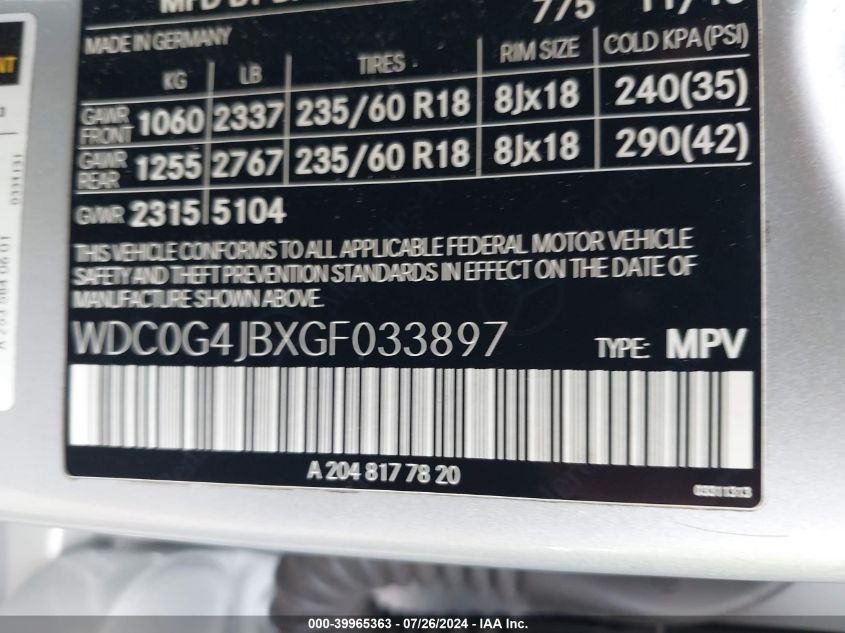 775
MADE IN GERMANY
KG LB TIRES RIM SIZE COLD KPA (PSI)
GAWR FRONT 1060 2337 235/60 R18 8Jx18 240(35)
GAWR REAR 1255 2767 235/60 R18 8Jx18 290(42)
GVWR 2315 5104
THIS VEHICLE CONFORMS TO ALL APPLICABLE FEDERAL MOTOR VEHICLE
SAFETY AND THEFT PREVENTION STANDARDS IN EFFECT ON THE DATE OF
MANUFACTURE SHOWN ABOVE.
WDC0G4JBXGF033897 TYPE: MPV
A 204 817 78 20
000-39965363 - 07/26/2024 - IAAI Inc.